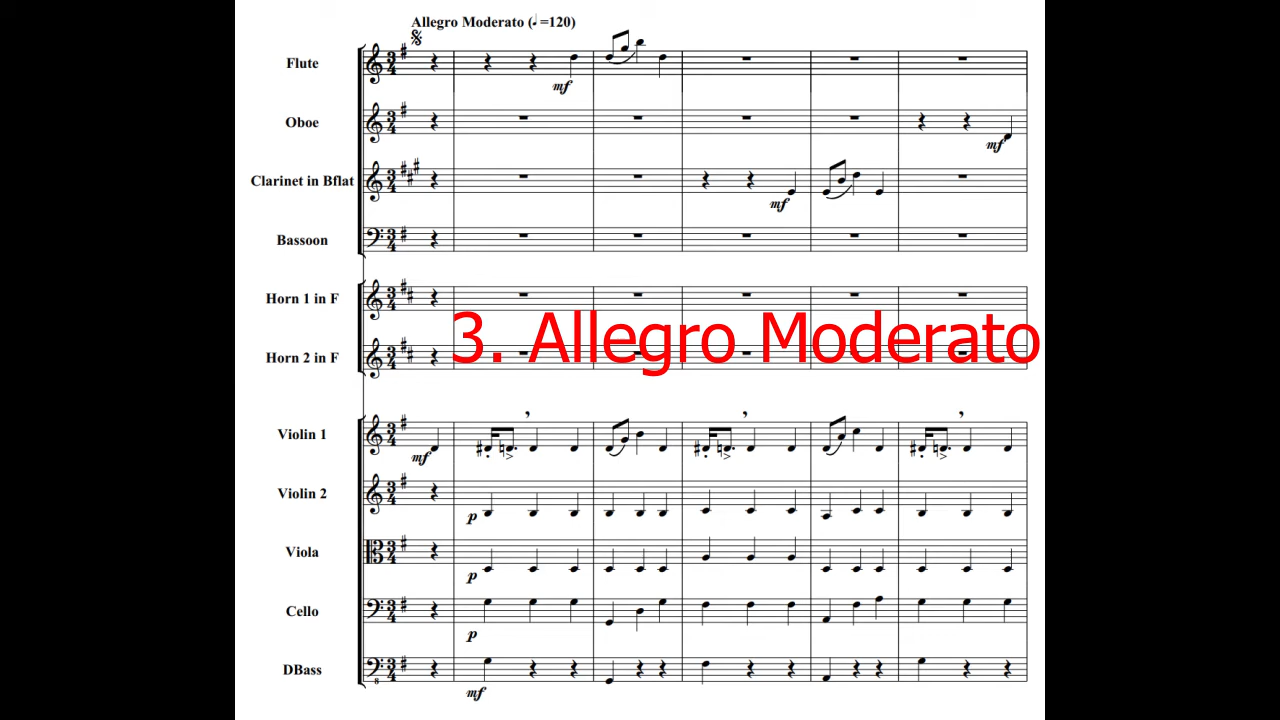 Allegro Moderato (♩=120)
Flute
mf
Oboe
mf
Clarinet in Bflat
mf
Bassoon
Horn 1 in F
3. Allegro Moderato
Horn 2 in F
Violin 1
mf
Violin 2
p
Viola
p
Cello
p
DBass
8
mf